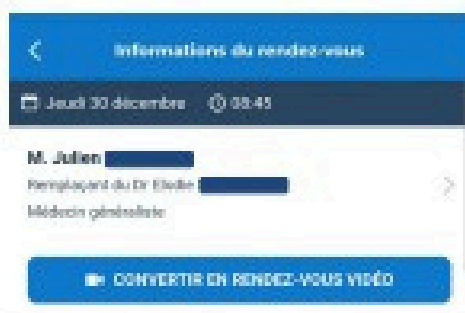 Informations du rendez-vous
Jeudi 30 décembre 08:45
M. Julien
Remplaçant du Dr Elodie
Médecin généraliste
CONVERTIR EN RENDEZ-VOUS VIDÉO